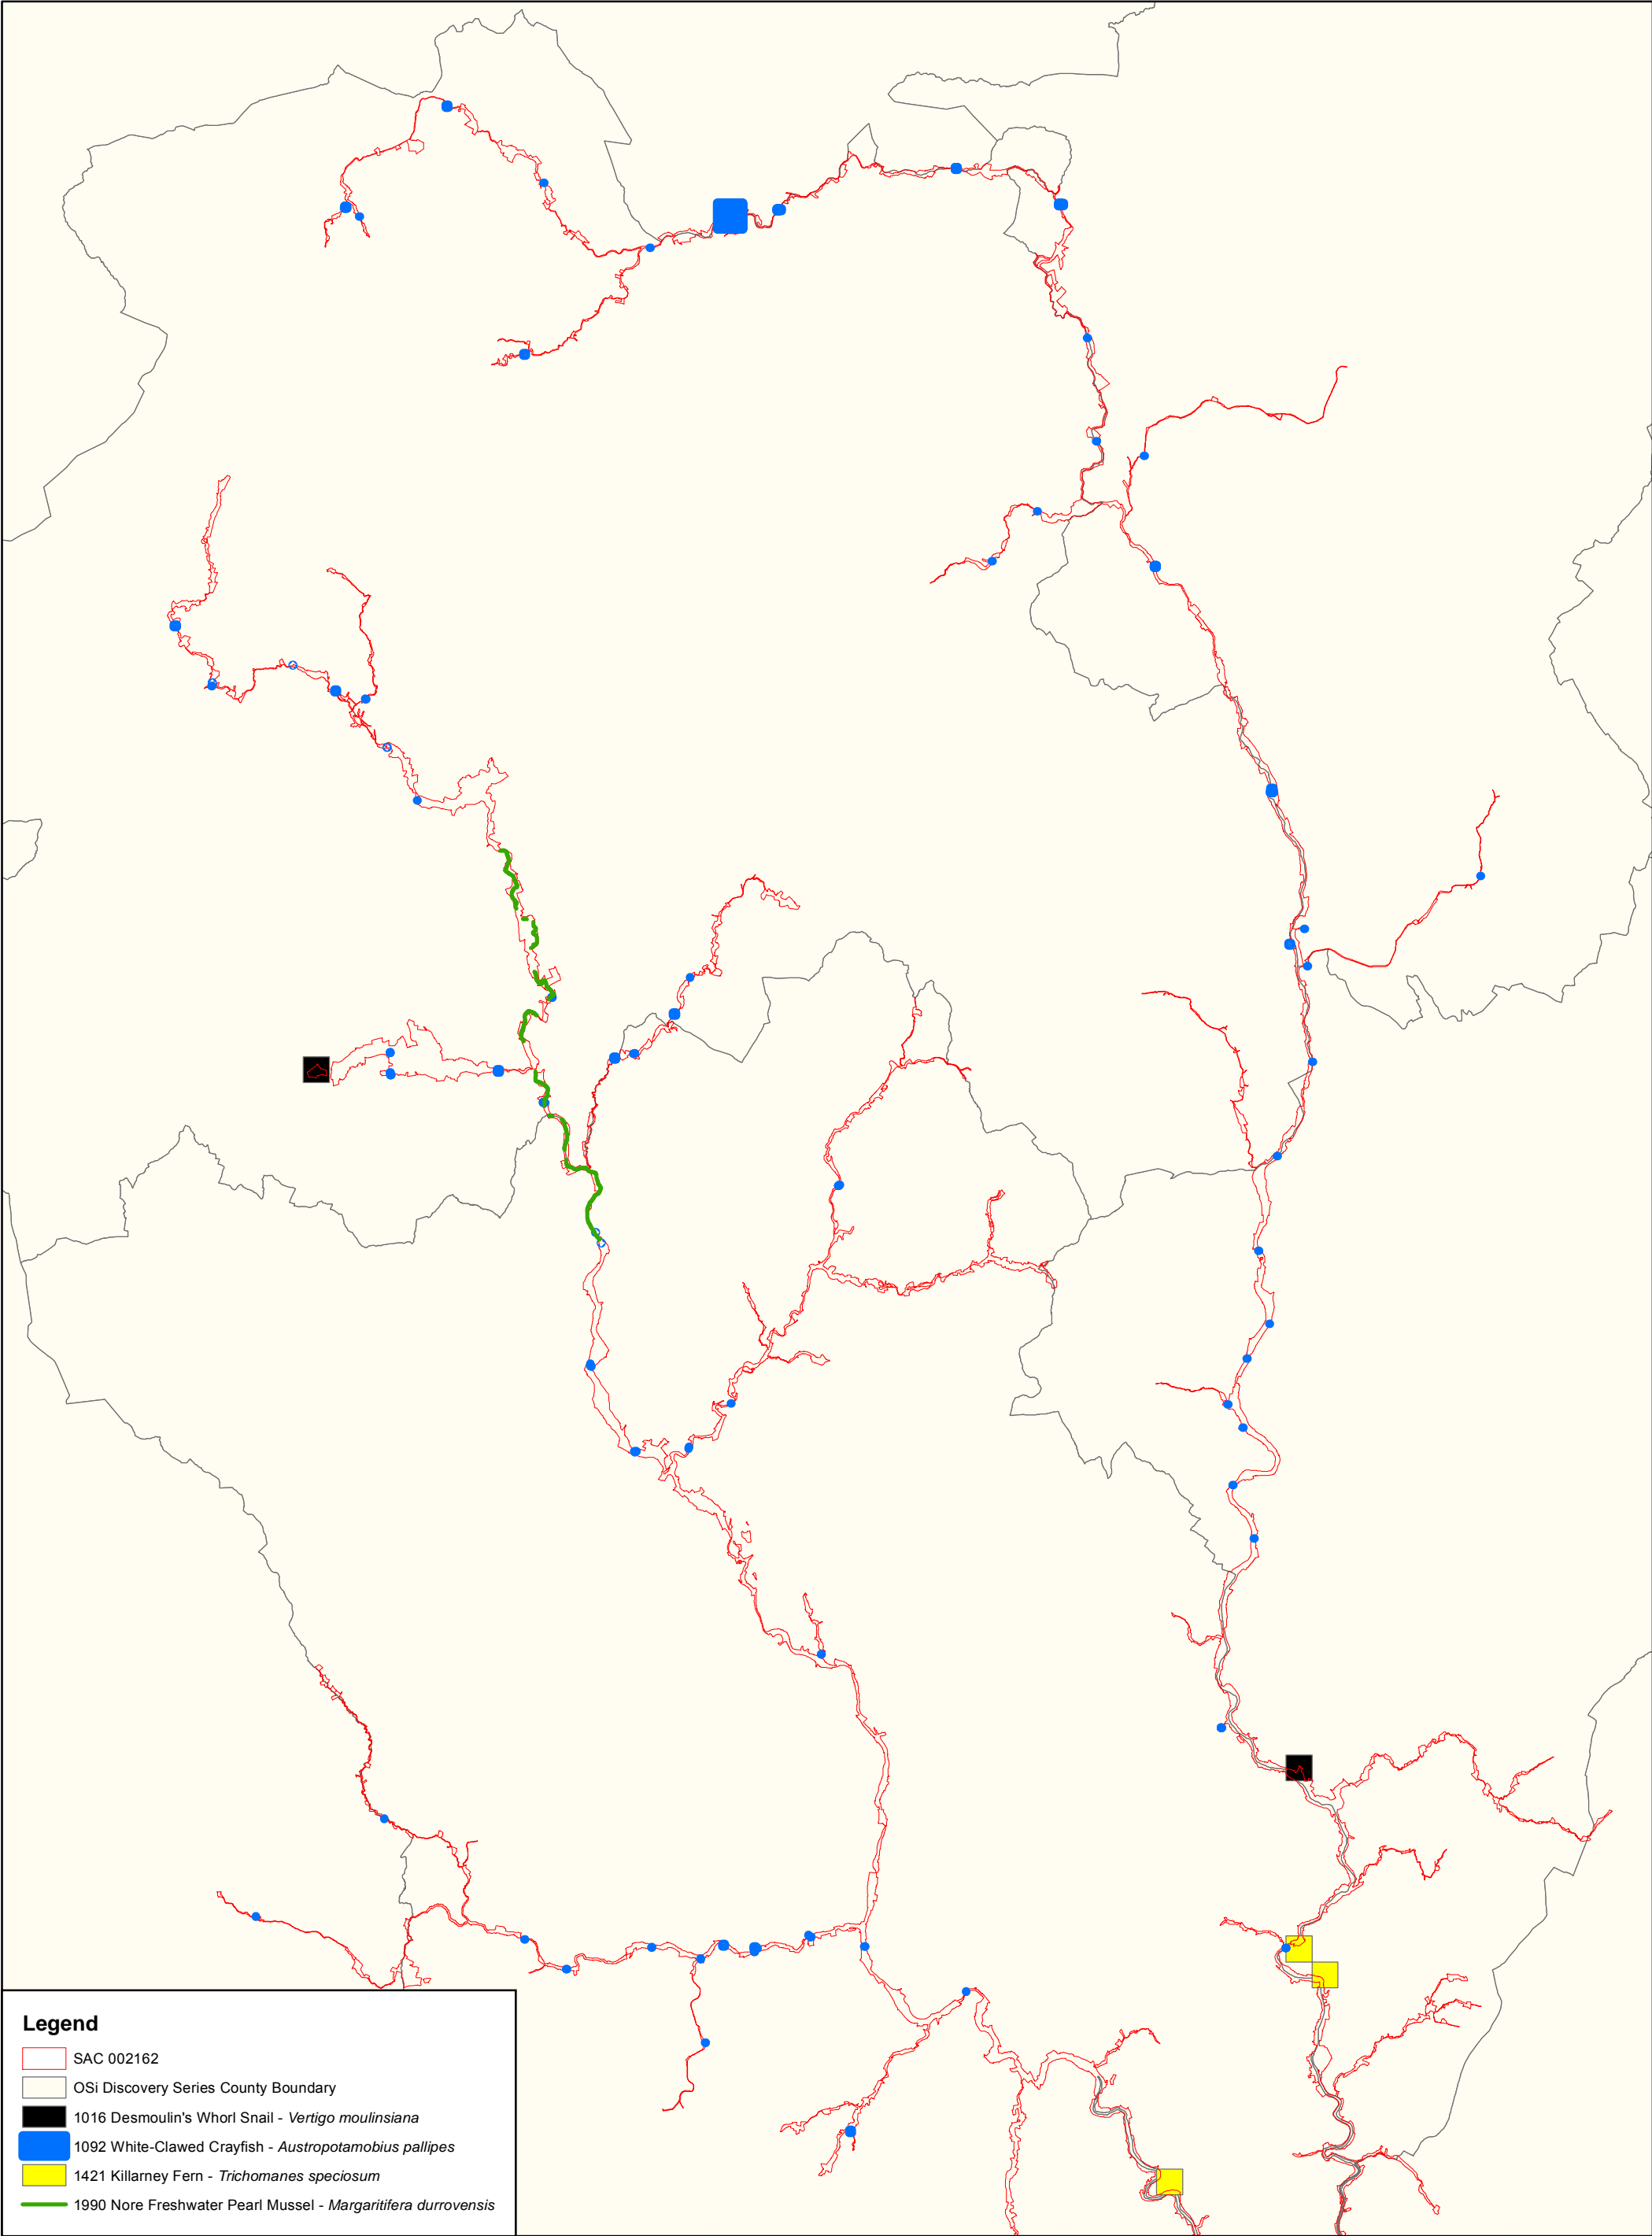 Legend
SAC 002162
OSi Discovery Series County Boundary
1016 Desmoulin's Whorl Snail - Vertigo moulinsiana
1092 White-Clawed Crayfish - Austropotamobius pallipes
1421 Killarney Fern - Trichomanes speciosum
1990 Nore Freshwater Pearl Mussel - Margaritifera durrovensis